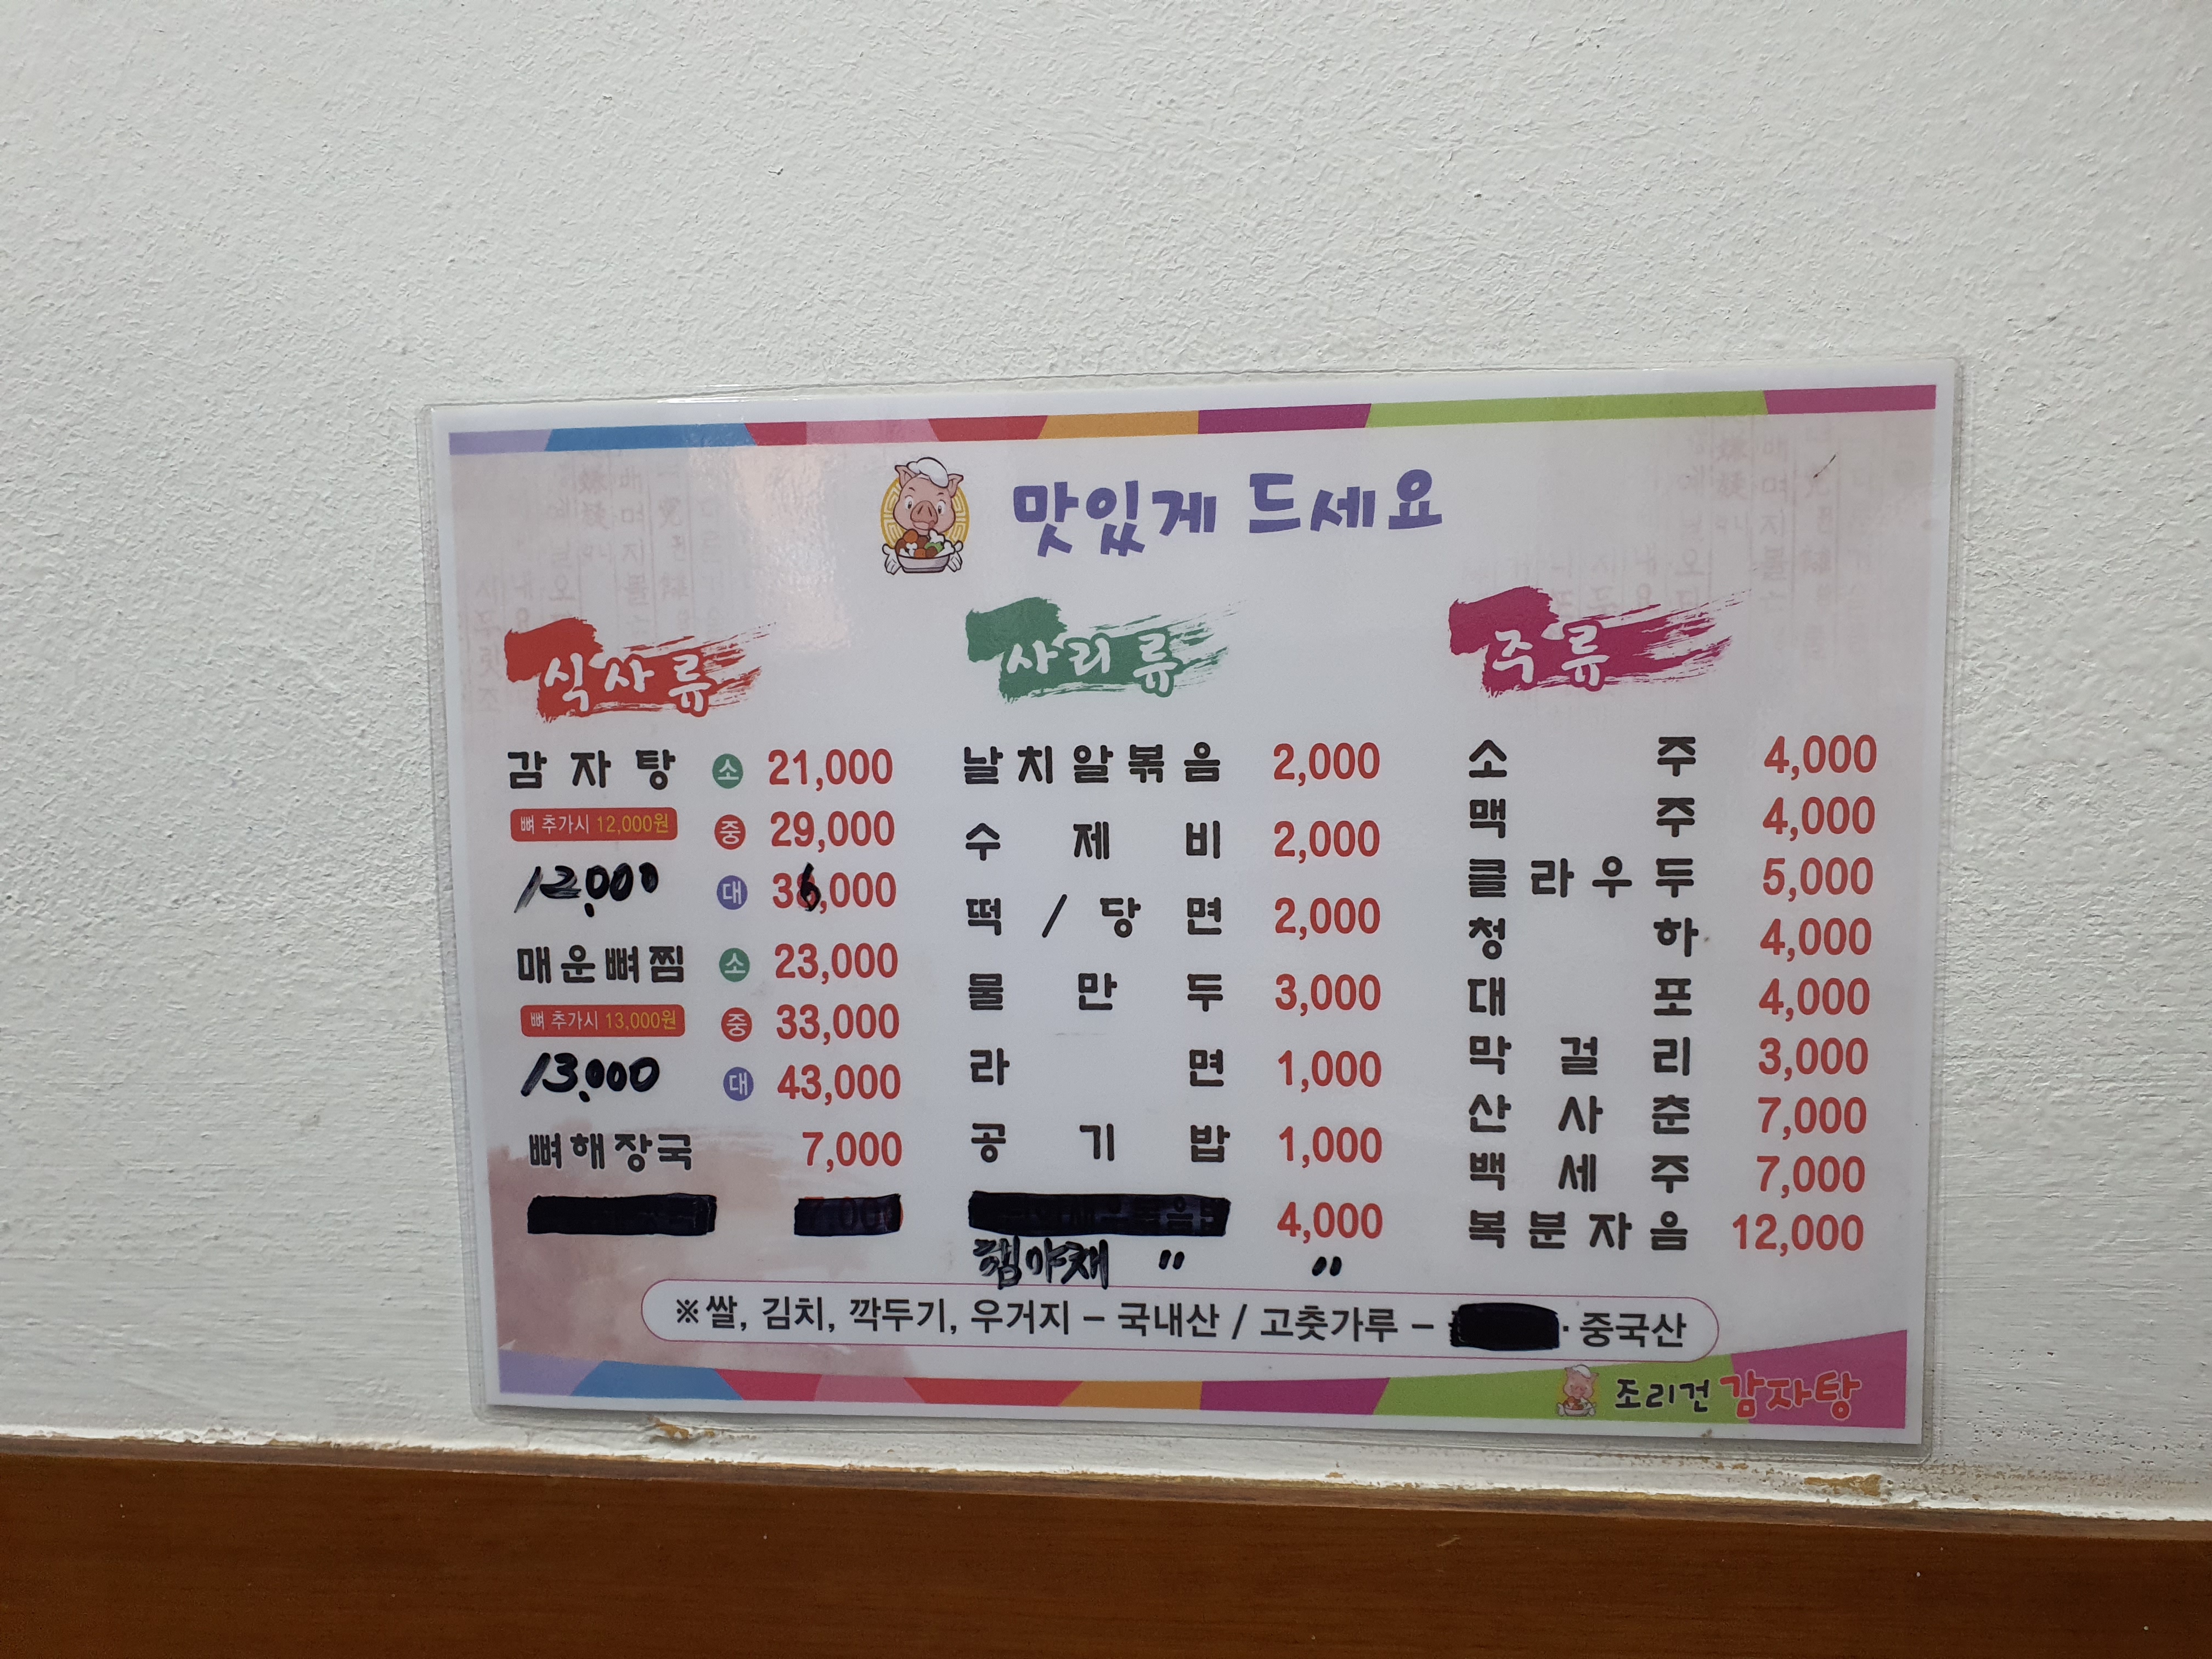 맛있게 드세요
식사류
감자탕 소 21,000
뼈 추가시 12,000원 중 29,000
12,000 대 36,000
매운뼈찜 소 23,000
뼈 추가시 13,000원 중 33,000
13,000 대 43,000
뼈해장국 7,000
사리류
날치알볶음 2,000
수제비 2,000
떡/당면 2,000
물만두 3,000
라면 1,000
공기밥 1,000
4,000
햄야채 〃 〃
주류
소주 4,000
맥주 4,000
클라우두 5,000
청하 4,000
대포 4,000
막걸리 3,000
산사춘 7,000
백세주 7,000
복분자음 12,000
※쌀, 김치, 깍두기, 우거지 - 국내산 / 고춧가루 - · 중국산
조리건 감자탕